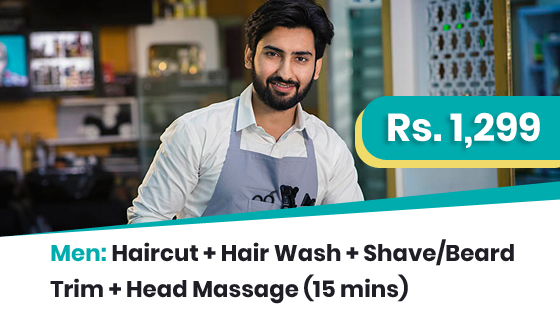 Rs. 1,299
Men: Haircut + Hair Wash + Shave/Beard
Trim + Head Massage (15 mins)